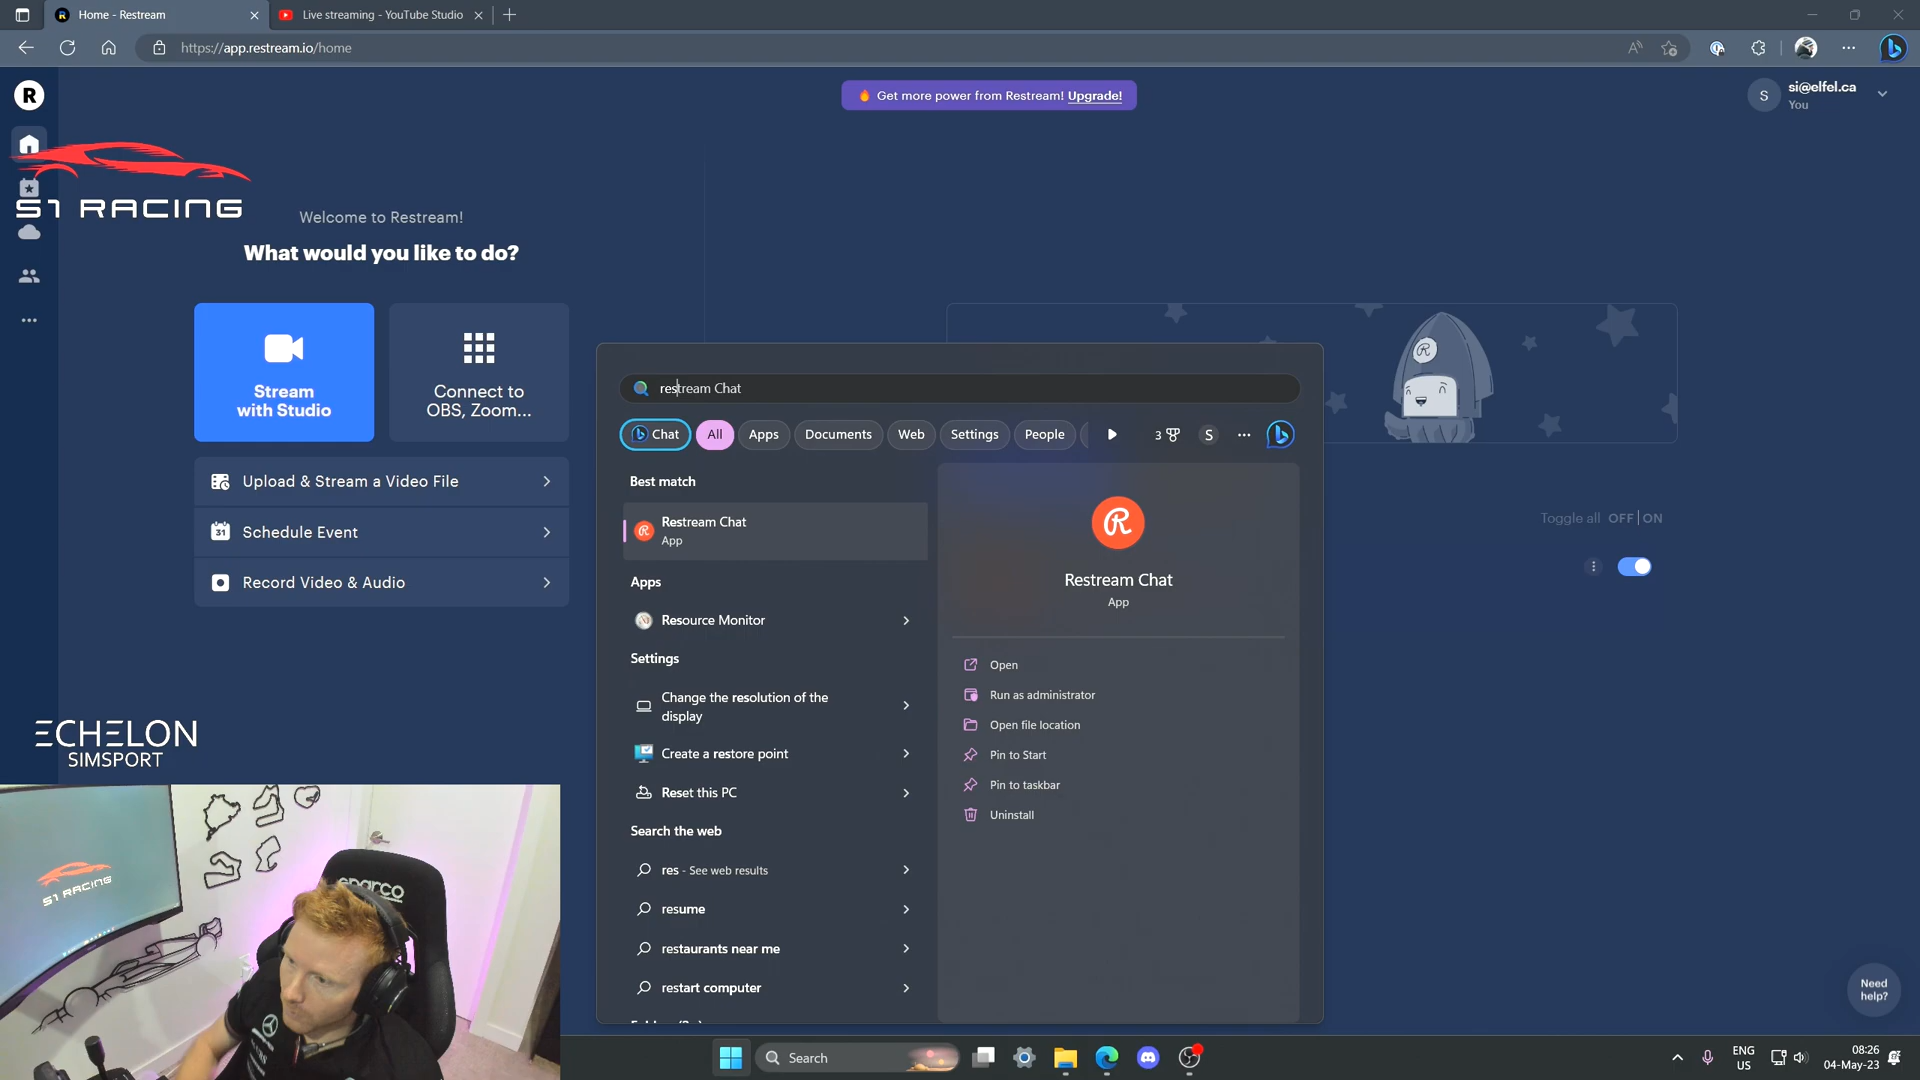 Home - Restream
Live streaming - YouTube Studio
https://app.restream.io/home
R
Get more power from Restream! Upgrade!
S
si@elfel.ca
You
S1 RACING
Welcome to Restream!
What would you like to do?
Stream
with Studio
Connect to
OBS, Zoom...
Upload & Stream a Video File
31
Schedule Event
Record Video & Audio
restream Chat
Chat
All
Apps
Documents
Web
Settings
People
3
S
Best match
Restream Chat
App
Apps
Resource Monitor
Settings
Change the resolution of the
display
Create a restore point
Reset this PC
Search the web
res - See web results
resume
restaurants near me
restart computer
Restream Chat
App
Open
Run as administrator
Open file location
Pin to Start
Pin to taskbar
Uninstall
Toggle all OFF | ON
ECHELON
SIMSPORT
S1 RACING
sparco
Need
help?
Search
ENG
US
08:26
04-May-23